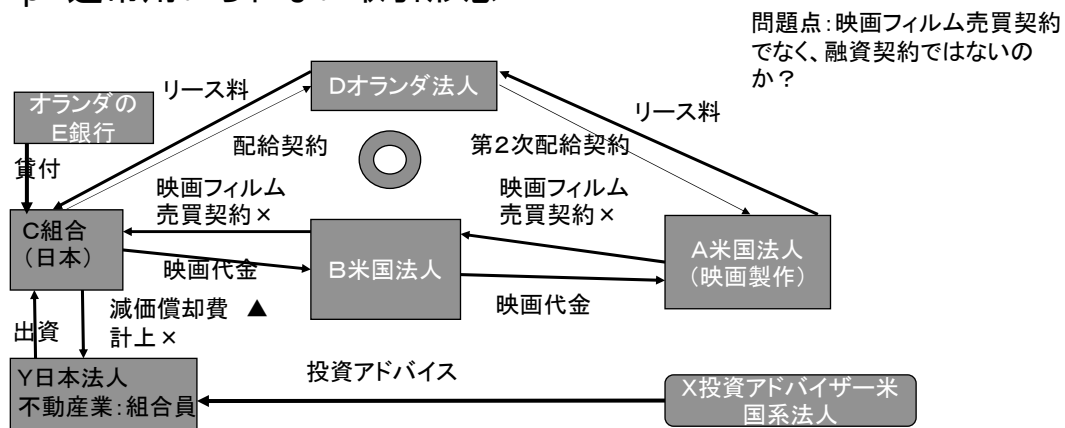 問題点：映画フィルム売買契約
でなく、融資契約ではないの
か？
Dオランダ法人
リース料
リース料
オランダの
E銀行
配給契約
第２次配給契約
貸付
映画フィルム
売買契約×
映画フィルム
売買契約×
C組合
（日本）
B米国法人
A米国法人
（映画製作）
映画代金
映画代金
減価償却費　▲
計上×
出資
Y日本法人
不動産業：組合員
投資アドバイス
X投資アドバイザー米
国系法人